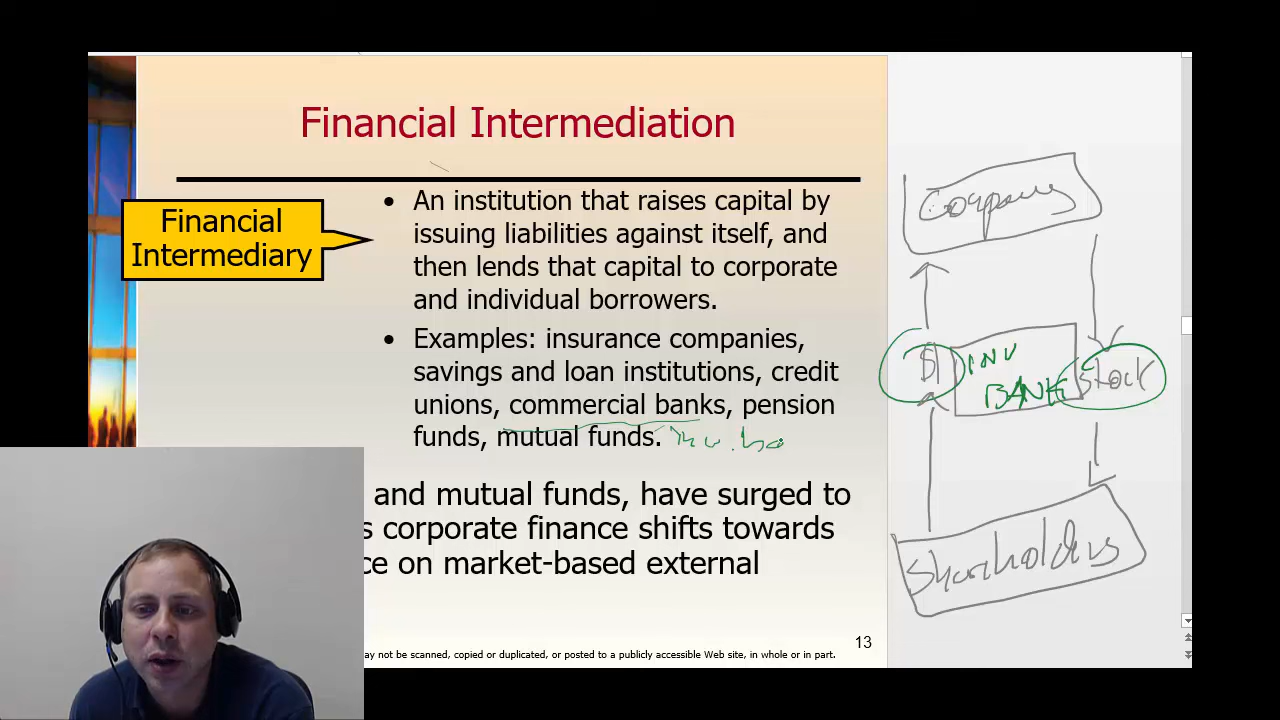 Financial Intermediation
Financial
Intermediary
• An institution that raises capital by
issuing liabilities against itself, and
then lends that capital to corporate
and individual borrowers.
• Examples: insurance companies,
savings and loan institutions, credit
unions, commercial banks, pension
funds, mutual funds. inv. ba
and mutual funds, have surged to
s corporate finance shifts towards
ce on market-based external
13
may not be scanned, copied or duplicated, or posted to a publicly accessible Web site, in whole or in part.
Company
$
INV
BANK
stock
Shareholders